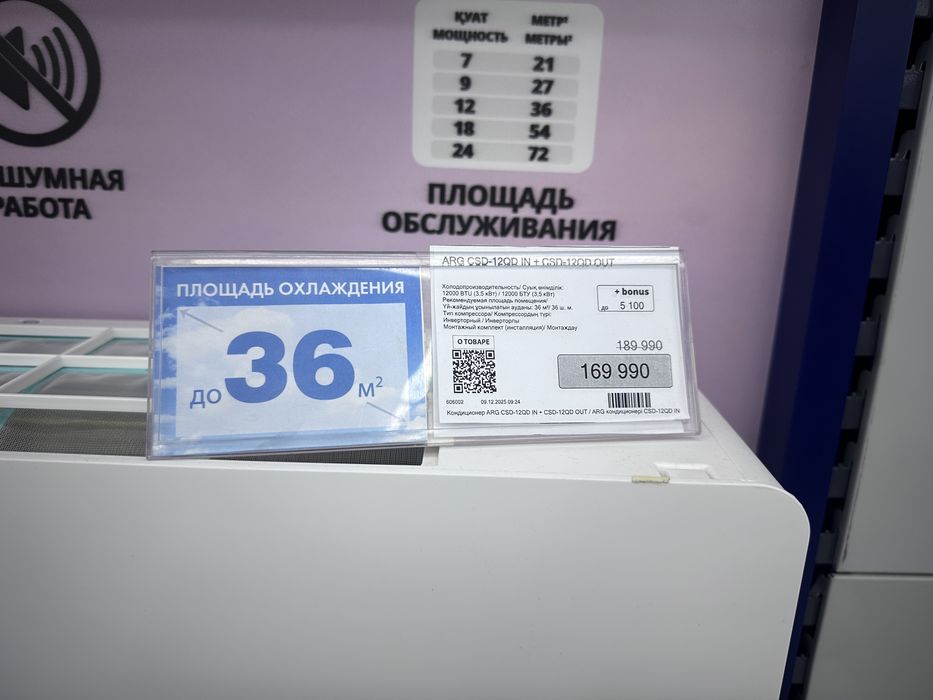 ҚУАТ МЕТР²
МОЩНОСТЬ МЕТРЫ²
7 21
9 27
12 36
18 54
24 72
ШУМНАЯ
РАБОТА
ПЛОЩАДЬ
ОБСЛУЖИВАНИЯ
ПЛОЩАДЬ ОХЛАЖДЕНИЯ
ДО 36 М²
ARG CSD-12QD IN + CSD-12QD OUT
Холодопроизводительность/ Суық өнімділік:
12000 BTU (3,5 кВт) / 12000 БТУ (3,5 кВт)
Рекомендуемая площадь помещения/
Үй-жайдың ұсынылатын ауданы: 36 м²/ 36 ш. м.
Тип компрессора/ Компрессордың түрі:
Инверторный / Инверторлы
Монтажный комплект (инсталляция)/ Монтаждау
+ bonus
до 5 100
О ТОВАРЕ
189 990
169 990
606002 09.12.2025 09:24
Кондиционер ARG CSD-12QD IN + CSD-12QD OUT / ARG кондиционері CSD-12QD IN